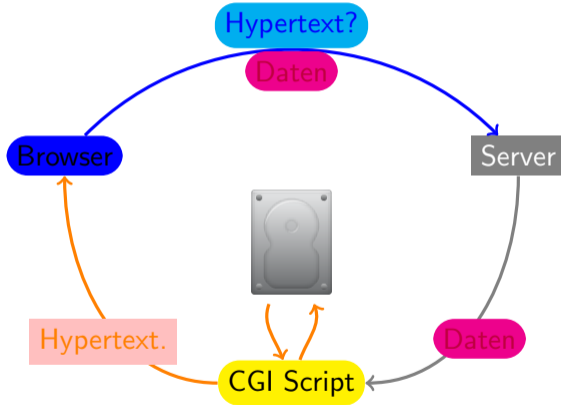 Hypertext?
Daten
Browser
Server
Hypertext.
Daten
CGI Script